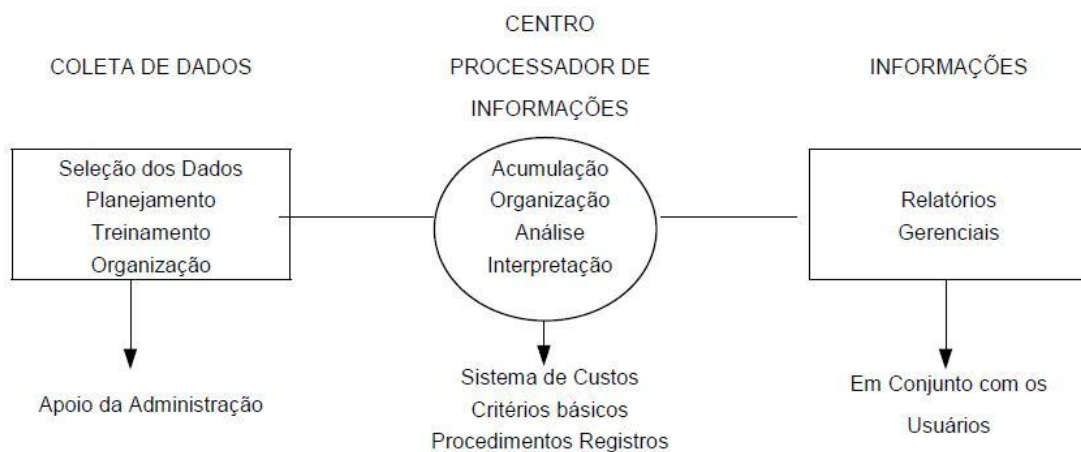 COLETA DE DADOS
CENTRO
PROCESSADOR DE
INFORMAÇÕES
INFORMAÇÕES
Seleção dos Dados
Planejamento
Treinamento
Organização
Acumulação
Organização
Análise
Interpretação
Relatórios
Gerenciais
Apoio da Administração
Sistema de Custos
Critérios básicos
Procedimentos Registros
Em Conjunto com os
Usuários